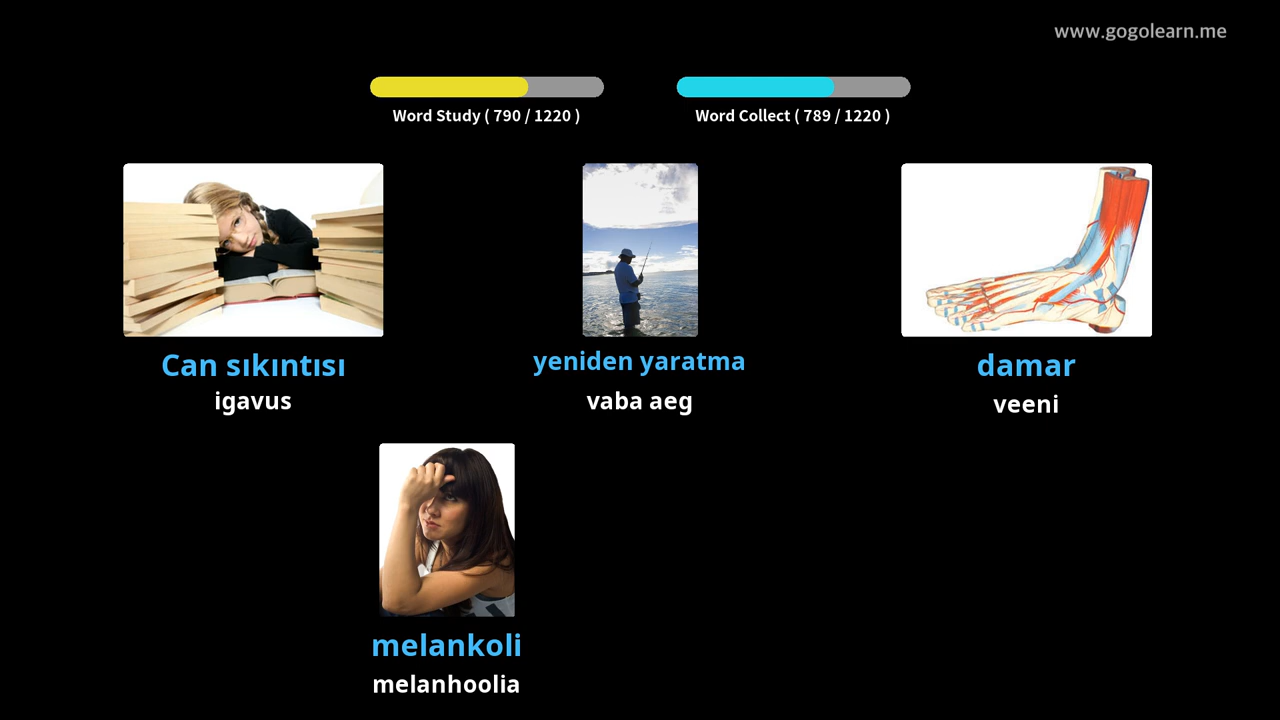 www.gogolearn.me
Word Study ( 790 / 1220 )
Word Collect ( 789 / 1220 )
Can sıkıntısı
igavus
yeniden yaratma
vaba aeg
damar
veeni
melankoli
melanhoolia